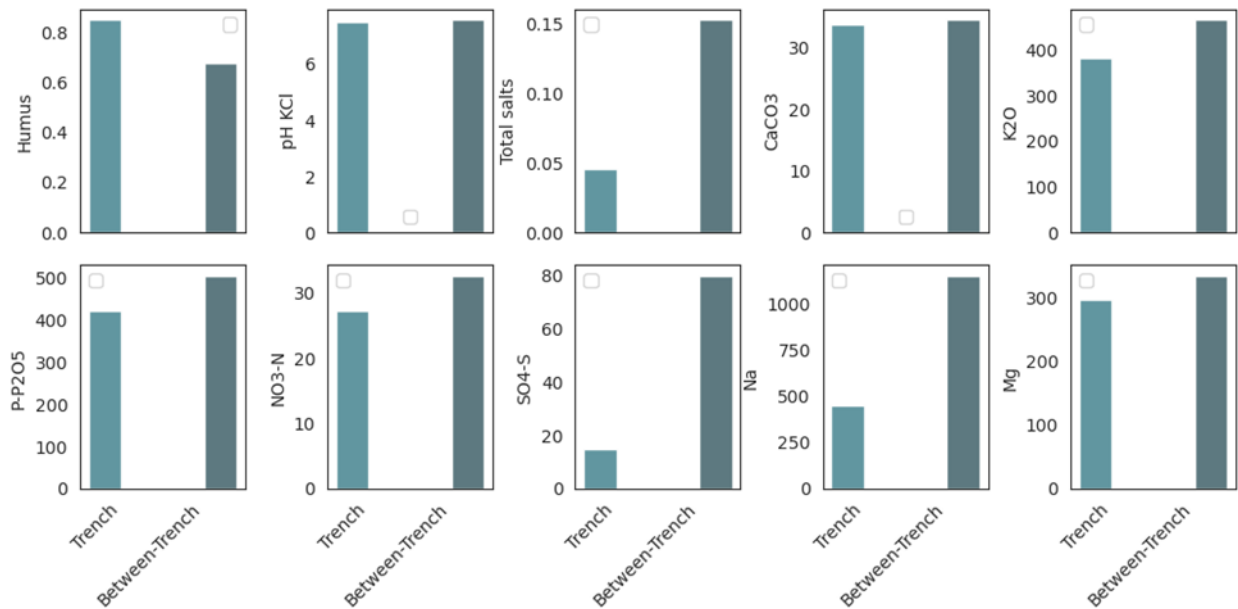 Humus
0.8
0.6
0.4
0.2
0.0
pH KCl
6
4
2
0
Total salts
0.15
0.10
0.05
0.00
CaCO3
30
20
10
0
K2O
400
300
200
100
0
P-P2O5
500
400
300
200
100
0
Trench
Between-Trench
NO3-N
30
20
10
0
Trench
Between-Trench
SO4-S
80
60
40
20
0
Trench
Between-Trench
Na
1000
750
500
250
0
Trench
Between-Trench
Mg
300
200
100
0
Trench
Between-Trench